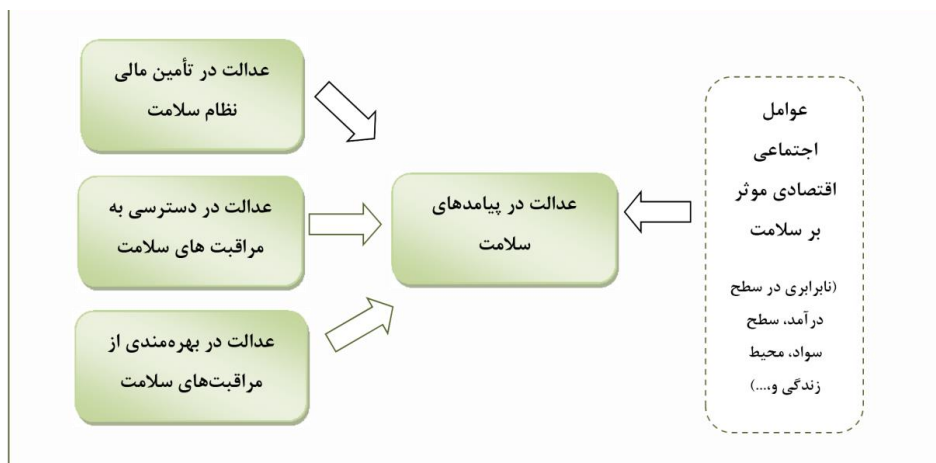 عدالت در تأمین مالی
نظام سلامت
عدالت در دسترسی به
مراقبت های سلامت
عدالت در بهره‌مندی از
مراقبت‌های سلامت
عدالت در پیامدهای
سلامت
عوامل
اجتماعی
اقتصادی موثر
بر سلامت
(نابرابری در سطح
درآمد، سطح
سواد، محیط
زندگی و،...)